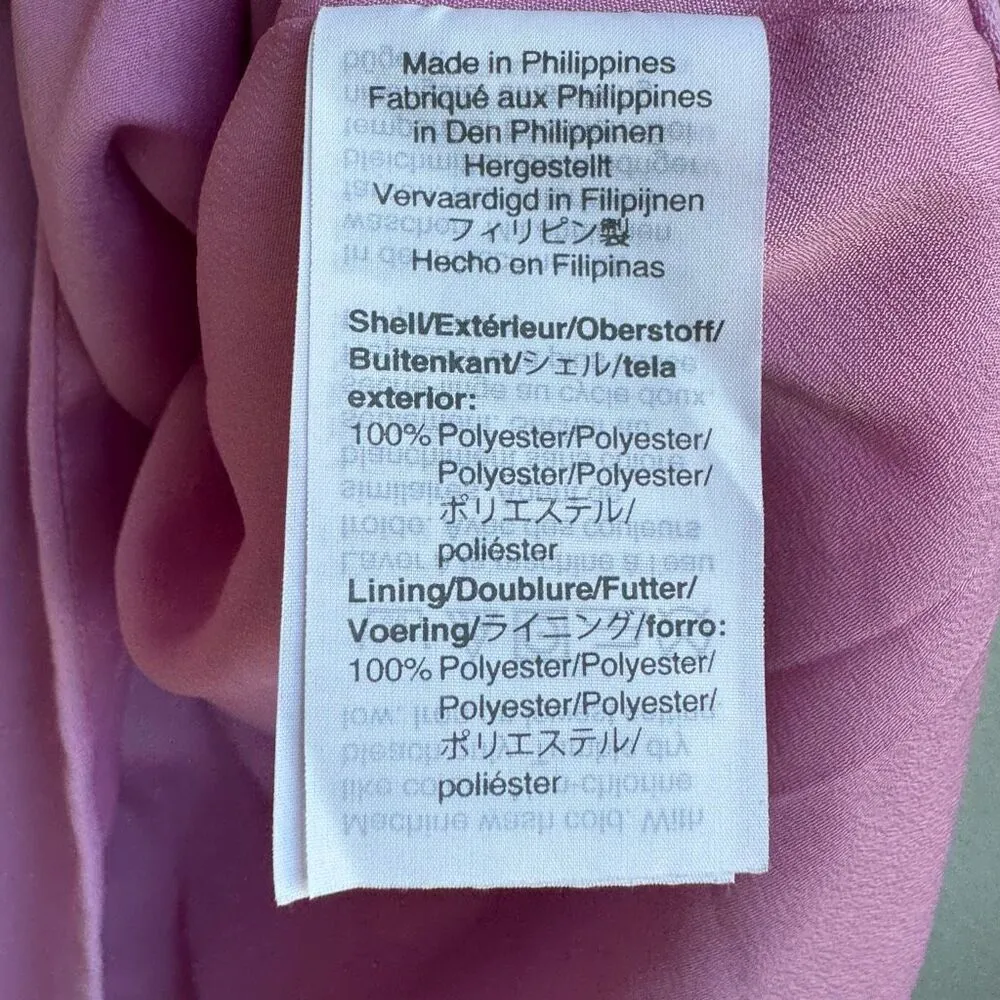 Made in Philippines
Fabriqué aux Philippines
in Den Philippinen
Hergestellt
Vervaardigd in Filipijnen
フィリピン製
Hecho en Filipinas
Shell/Extérieur/Oberstoff/
Buitenkant/シェル/tela
exterior:
100% Polyester/Polyester/
Polyester/Polyester/
ポリエステル/
poliéster
Lining/Doublure/Futter/
Voering/ライニング/forro:
100% Polyester/Polyester/
Polyester/Polyester/
ポリエステル/
poliéster